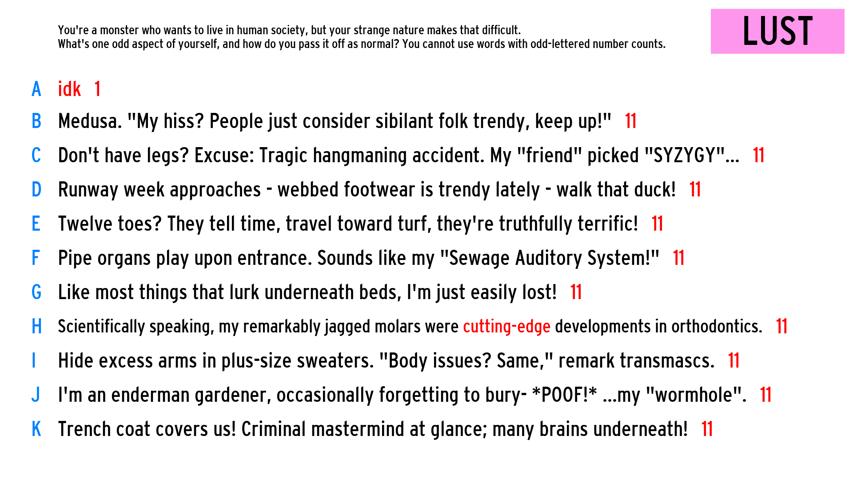 You're a monster who wants to live in human society, but your strange nature makes that difficult.
What's one odd aspect of yourself, and how do you pass it off as normal? You cannot use words with odd-lettered number counts.
LUST
A idk 1
B Medusa. "My hiss? People just consider sibilant folk trendy, keep up!" 11
C Don't have legs? Excuse: Tragic hangmaning accident. My "friend" picked "SYZYGY"... 11
D Runway week approaches - webbed footwear is trendy lately - walk that duck! 11
E Twelve toes? They tell time, travel toward turf, they're truthfully terrific! 11
F Pipe organs play upon entrance. Sounds like my "Sewage Auditory System!" 11
G Like most things that lurk underneath beds, I'm just easily lost! 11
H Scientifically speaking, my remarkably jagged molars were cutting-edge developments in orthodontics. 11
I Hide excess arms in plus-size sweaters. "Body issues? Same," remark transmascs. 11
J I'm an enderman gardener, occasionally forgetting to bury- *POOF!* ...my "wormhole". 11
K Trench coat covers us! Criminal mastermind at glance; many brains underneath! 11